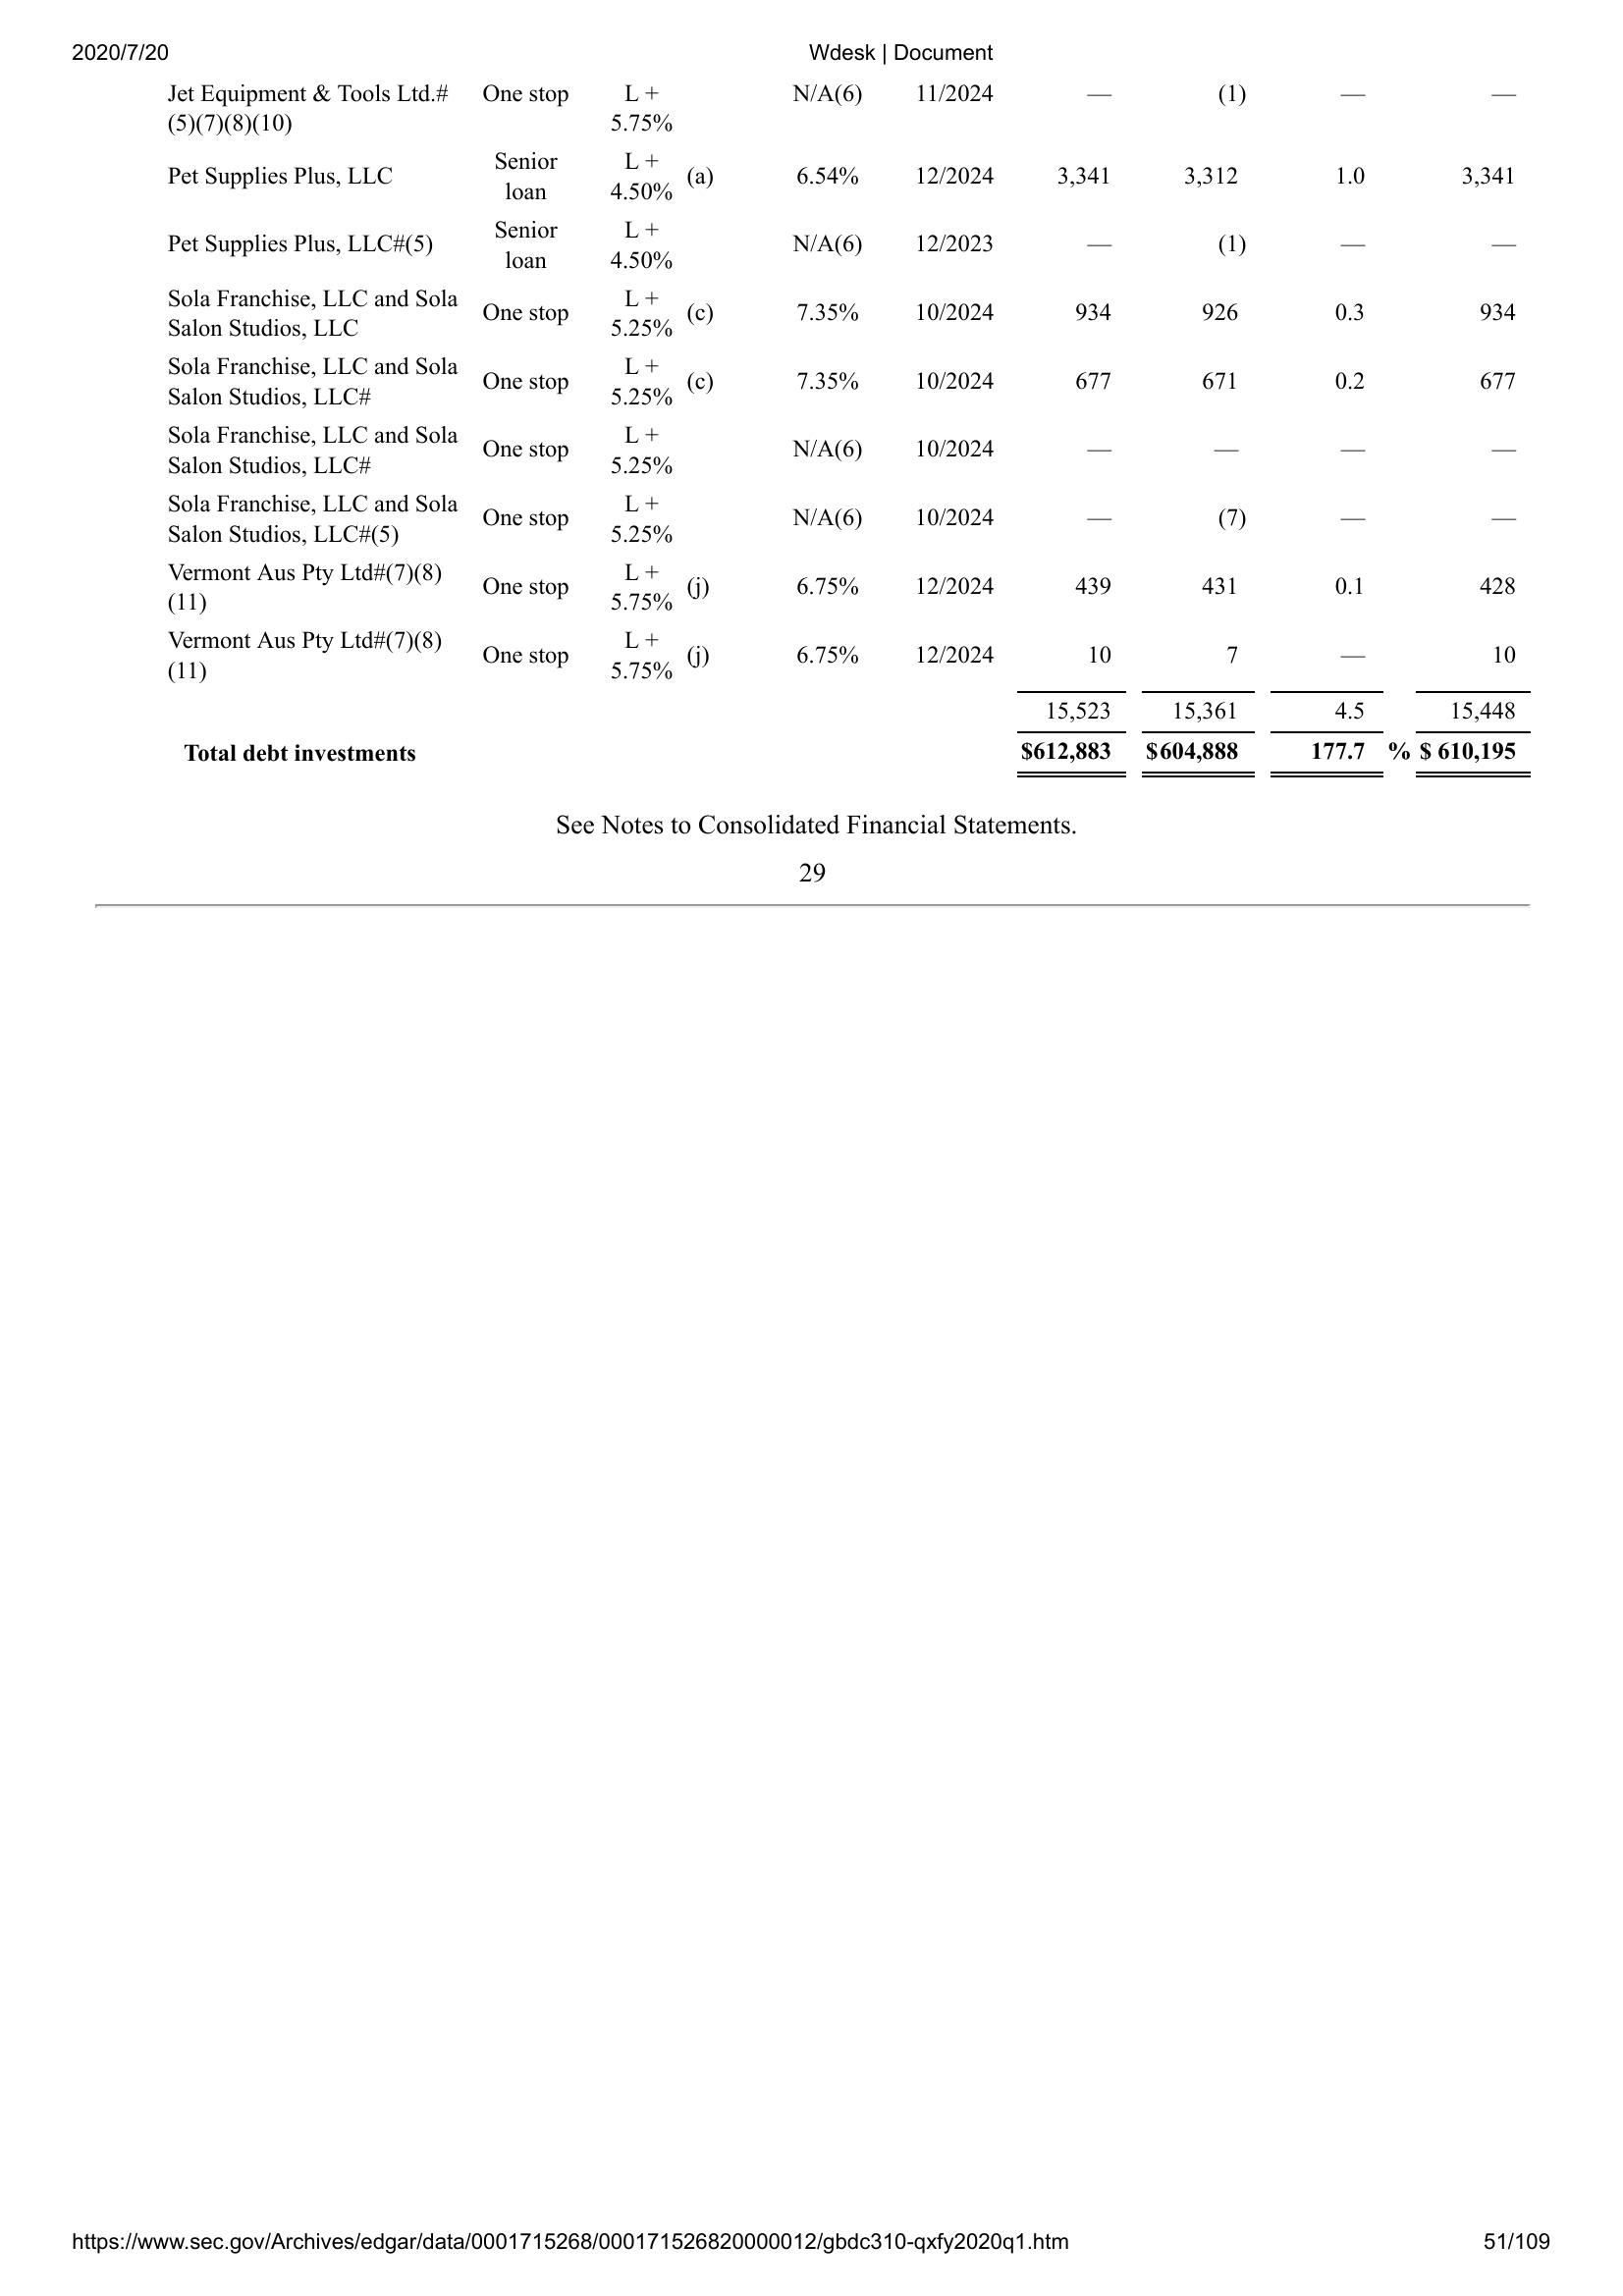 2020/7/20 Wdesk | Document
Jet Equipment & Tools Ltd.# One stop L + N/A(6) 11/2024 — (1) — —
(5)(7)(8)(10) 5.75%
Senior L +
Pet Supplies Plus, LLC (a) 6.54% 12/2024 3,341 3,312 1.0 3,341
loan 4.50%
Senior L +
Pet Supplies Plus, LLC#(5) N/A(6) 12/2023 — (1) — —
loan 4.50%
Sola Franchise, LLC and Sola L +
One stop (c) 7.35% 10/2024 934 926 0.3 934
Salon Studios, LLC 5.25%
Sola Franchise, LLC and Sola L +
One stop (c) 7.35% 10/2024 677 671 0.2 677
Salon Studios, LLC# 5.25%
Sola Franchise, LLC and Sola L +
One stop N/A(6) 10/2024 — — — —
Salon Studios, LLC# 5.25%
Sola Franchise, LLC and Sola L +
One stop N/A(6) 10/2024 — (7) — —
Salon Studios, LLC#(5) 5.25%
Vermont Aus Pty Ltd#(7)(8) L +
One stop (j) 6.75% 12/2024 439 431 0.1 428
(11) 5.75%
Vermont Aus Pty Ltd#(7)(8) L +
One stop (j) 6.75% 12/2024 10 7 — 10
(11) 5.75%
15,523 15,361 4.5 15,448
Total debt investments $612,883 $604,888 177.7 % $ 610,195
See Notes to Consolidated Financial Statements.
29
https://www.sec.gov/Archives/edgar/data/0001715268/000171526820000012/gbdc310-qxfy2020q1.htm 51/109